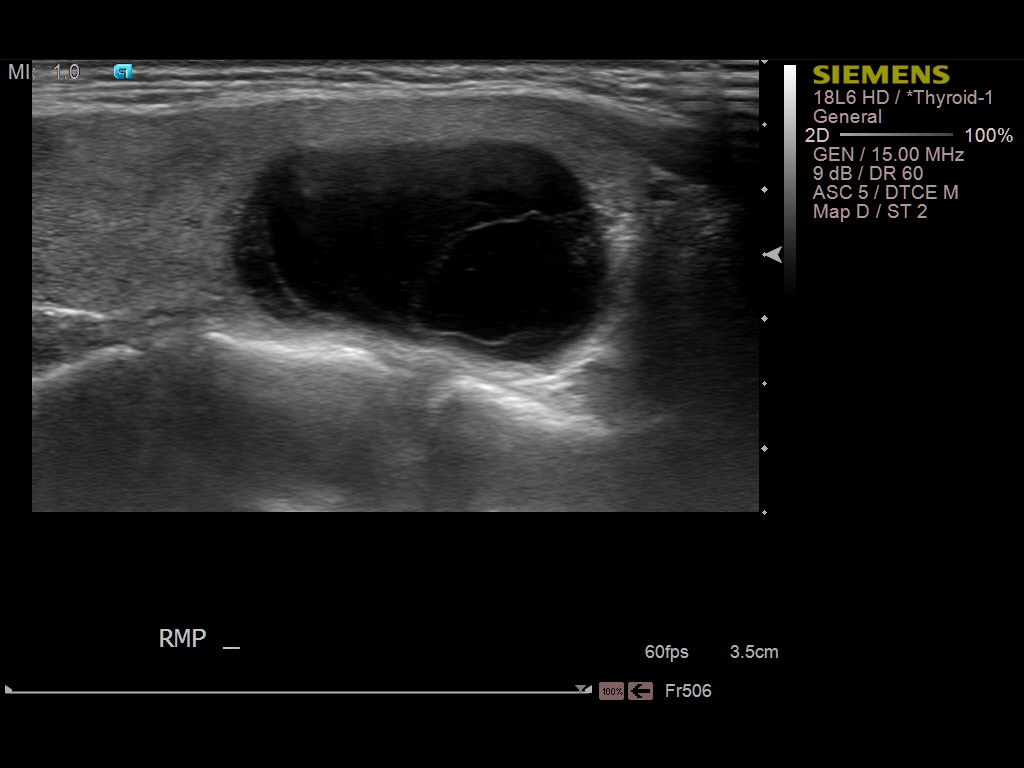 MI: 1.0
SIEMENS
18L6 HD / *Thyroid-1
General
2D 100%
GEN / 15.00 MHz
9 dB / DR 60
ASC 5 / DTCE M
Map D / ST 2
RMP _
60fps 3.5cm
100% Fr506